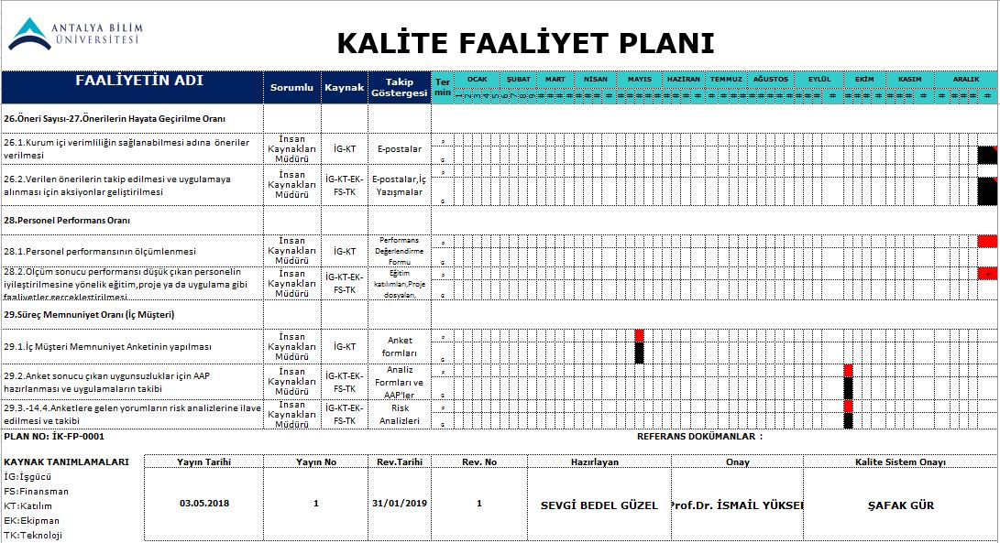 ANTALYA BİLİM
ÜNİVERSİTESİ
KALİTE FAALİYET PLANI
FAALİYETİN ADI
Sorumlu
Kaynak
Takip
Göstergesi
Ter
min
OCAK ŞUBAT MART NİSAN MAYIS HAZİRAN TEMMUZ AĞUSTOS EYLÜL EKİM KASIM ARALIK
26.Öneri Sayısı-27.Önerilerin Hayata Geçirilme Oranı
26.1.Kurum içi verimliliğin sağlanabilmesi adına öneriler
verilmesi
İnsan
Kaynakları
Müdürü
İG-KT
E-postalar
P
G
26.2.Verilen önerilerin takip edilmesi ve uygulamaya
alınması için aksiyonlar geliştirilmesi
İnsan
Kaynakları
Müdürü
İG-KT-EK-
FS-TK
E-postalar,İç
Yazışmalar
P
G
28.Personel Performans Oranı
28.1.Personel performansının ölçümlenmesi
İnsan
Kaynakları
Müdürü
İG-KT
Performans
Değerlendirme
Formu
P
G
28.2.Ölçüm sonucu performansı düşük çıkan personelin
iyileştirilmesine yönelik eğitim,proje ya da uygulama gibi
faaliyetler gerçekleştirilmesi
İnsan
Kaynakları
Müdürü
İG-KT-EK-
FS-TK
Eğitim
katılımları,Proje
dosyaları,
P
G
29.Süreç Memnuniyet Oranı (İç Müşteri)
29.1.İç Müşteri Memnuniyet Anketinin yapılması
İnsan
Kaynakları
Müdürü
İG-KT
Anket
formları
P
G
29.2.Anket sonucu çıkan uygunsuzluklar için AAP
hazırlanması ve uygulamaların takibi
İnsan
Kaynakları
Müdürü
İG-KT-EK-
FS-TK
Analiz
Formları ve
AAP'ler
P
G
29.3.-14.4.Anketlere gelen yorumların risk analizlerine ilave
edilmesi ve takibi
İnsan
Kaynakları
Müdürü
İG-KT-EK-
FS-TK
Risk
Analizleri
P
G
PLAN NO: İK-FP-0001
REFERANS DOKÜMANLAR :
KAYNAK TANIMLAMALARI
İG:İşgücü
FS:Finansman
KT:Katılım
EK:Ekipman
TK:Teknoloji
Yayın Tarihi
Yayın No
Rev.Tarihi
Rev. No
Hazırlayan
Onay
Kalite Sistem Onayı
03.05.2018
1
31/01/2019
1
SEVGİ BEDEL GÜZEL
Prof.Dr. İSMAİL YÜKSEK
ŞAFAK GÜR